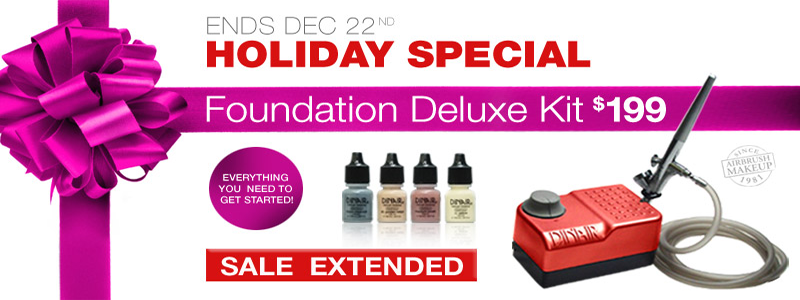 ENDS DEC 22ND
HOLIDAY SPECIAL
Foundation Deluxe Kit $199
EVERYTHING
YOU NEED TO
GET STARTED!
DINAIR
SINCE
AIRBRUSH
MAKEUP
1981
SALE EXTENDED